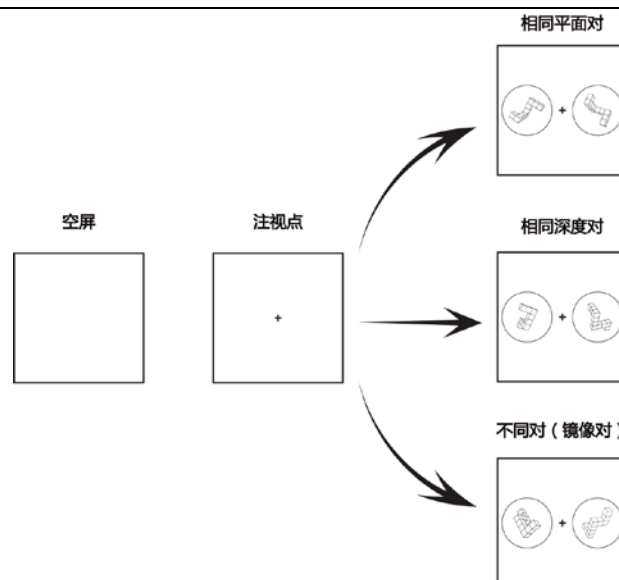 相同平面对
空屏
注视点
相同深度对
不同对（镜像对）